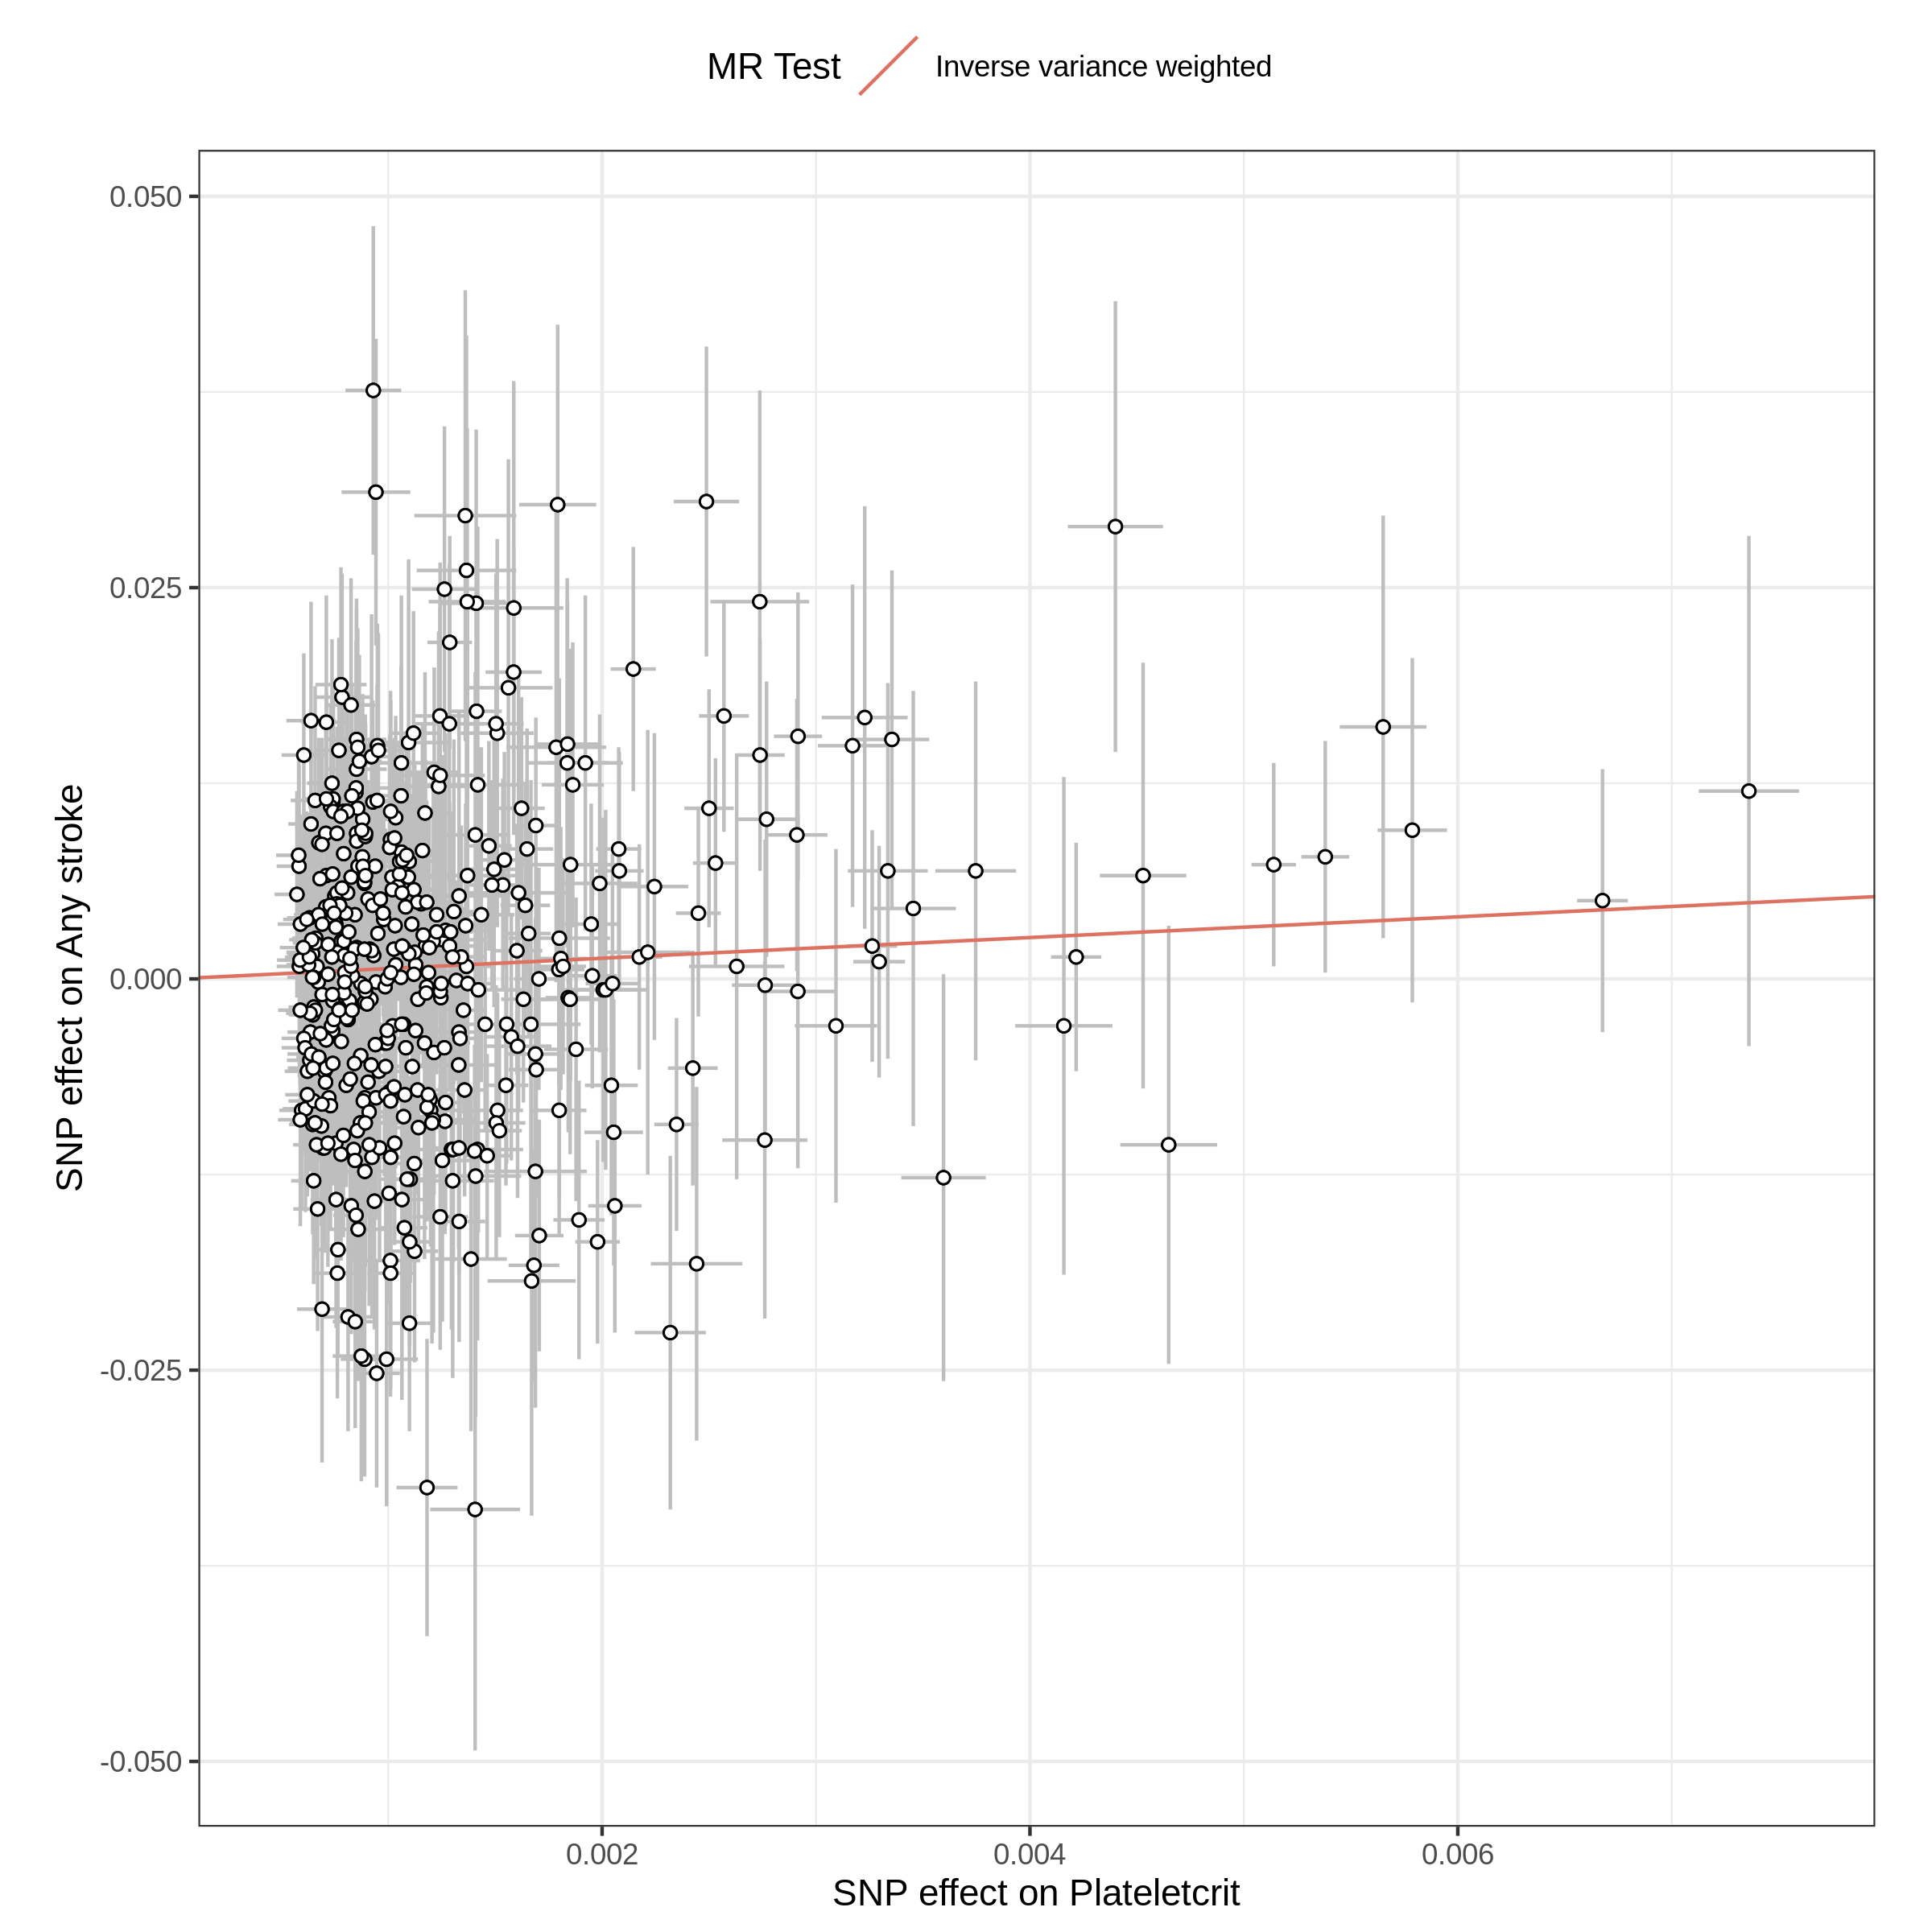 MR Test
Inverse variance weighted
0.050
0.025
0.000
-0.025
-0.050
SNP effect on Any stroke
0.002
0.004
0.006
SNP effect on Plateletcrit